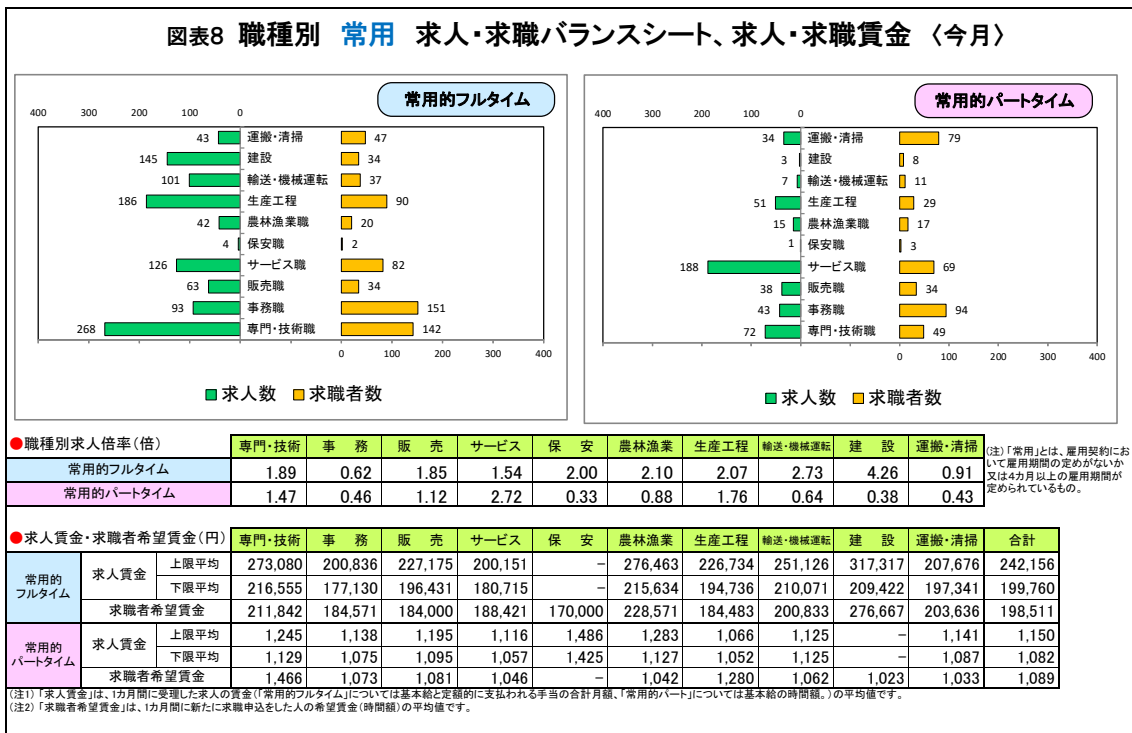 図表8 職種別 常用 求人・求職バランスシート、求人・求職賃金 〈今月〉
常用的フルタイム
400 300 200 100 0
43 運搬・清掃 47
145 建設 34
101 輸送・機械運転 37
186 生産工程 90
42 農林漁業職 20
4 保安職 2
126 サービス職 82
63 販売職 34
93 事務職 151
268 専門・技術職 142
0 100 200 300 400
■求人数 ■求職者数
常用的パートタイム
400 300 200 100 0
34 運搬・清掃 79
3 建設 8
7 輸送・機械運転 11
51 生産工程 29
15 農林漁業職 17
1 保安職 3
188 サービス職 69
38 販売職 34
43 事務職 94
72 専門・技術職 49
0 100 200 300 400
■求人数 ■求職者数
●職種別求人倍率(倍) 専門・技術 事 務 販 売 サービス 保 安 農林漁業 生産工程 輸送・機械運転 建 設 運搬・清掃
常用的フルタイム 1.89 0.62 1.85 1.54 2.00 2.10 2.07 2.73 4.26 0.91
常用的パートタイム 1.47 0.46 1.12 2.72 0.33 0.88 1.76 0.64 0.38 0.43
(注)「常用」とは、雇用契約にお
いて雇用期間の定めがないか
又は4カ月以上の雇用期間が
定められているもの。
●求人賃金・求職者希望賃金(円) 専門・技術 事 務 販 売 サービス 保 安 農林漁業 生産工程 輸送・機械運転 建 設 運搬・清掃 合計
常用的
フルタイム
求人賃金 上限平均 273,080 200,836 227,175 200,151 － 276,463 226,734 251,126 317,317 207,676 242,156
下限平均 216,555 177,130 196,431 180,715 － 215,634 194,736 210,071 209,422 197,341 199,760
求職者希望賃金 211,842 184,571 184,000 188,421 170,000 228,571 184,483 200,833 276,667 203,636 198,511
常用的
パートタイム
求人賃金 上限平均 1,245 1,138 1,195 1,116 1,486 1,283 1,066 1,125 － 1,141 1,150
下限平均 1,129 1,075 1,095 1,057 1,425 1,127 1,052 1,125 － 1,087 1,082
求職者希望賃金 1,466 1,073 1,081 1,046 － 1,042 1,280 1,062 1,023 1,033 1,089
(注1)「求人賃金」は、1カ月間に受理した求人の賃金(「常用的フルタイム」については基本給と定額的に支払われる手当の合計月額、「常用的パート」については基本給の時間額。)の平均値です。
(注2)「求職者希望賃金」は、1カ月間に新たに求職申込をした人の希望賃金(時間額)の平均値です。